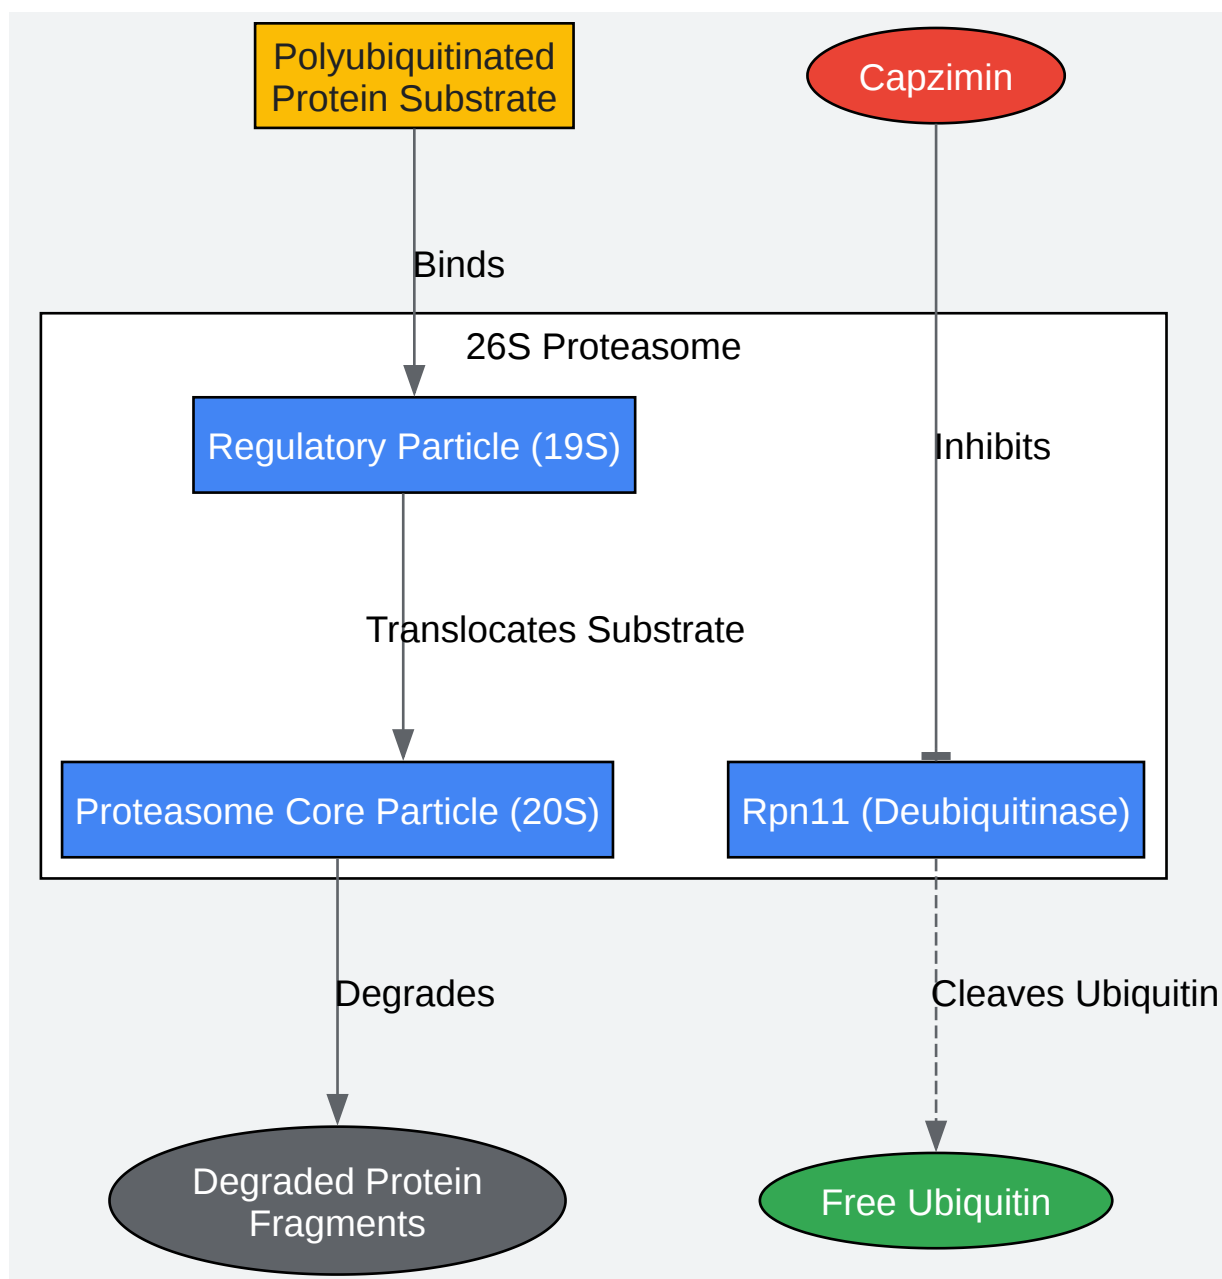 Polyubiquitinated
Protein Substrate
Capzimin
Binds
26S Proteasome
Regulatory Particle (19S)
Inhibits
Translocates Substrate
Proteasome Core Particle (20S)
Rpn11 (Deubiquitinase)
Degrades
Cleaves Ubiquitin
Degraded Protein
Fragments
Free Ubiquitin